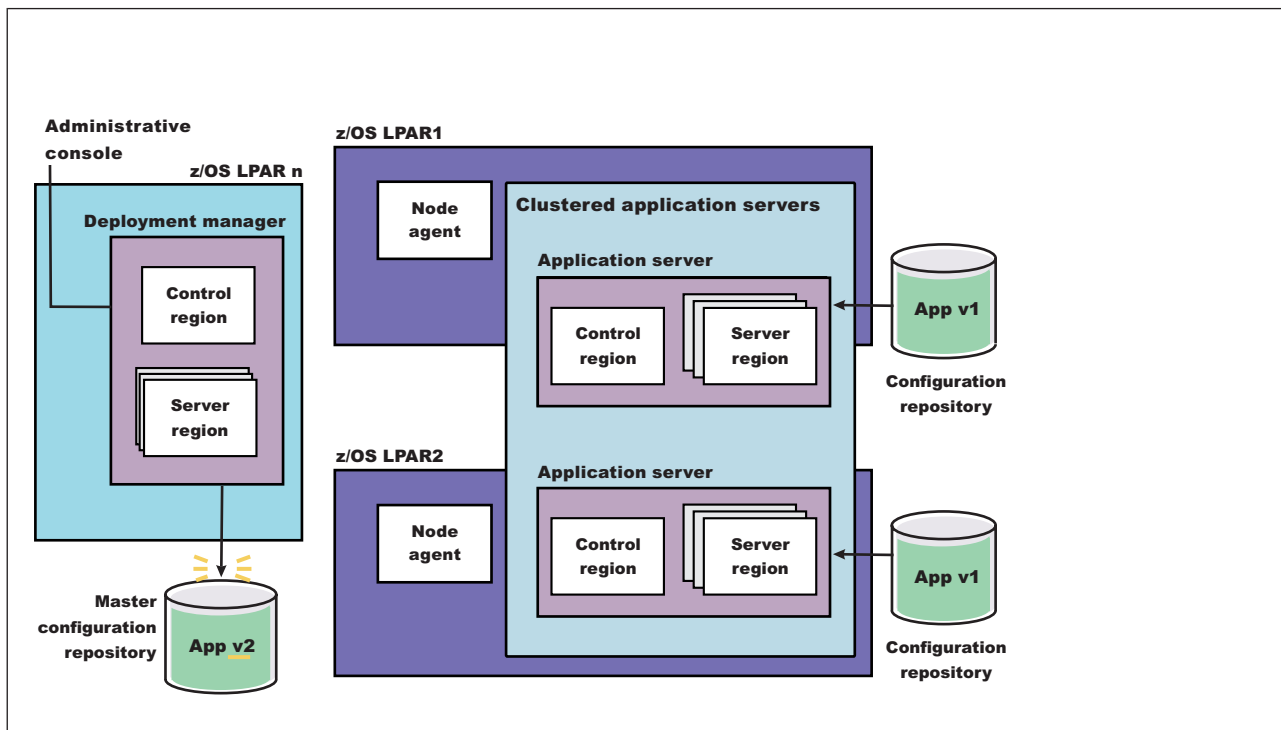 Administrative
console
z/OS LPAR n
Deployment manager
Control
region
Server
region
Master
configuration
repository
App v2
z/OS LPAR1
Node
agent
Clustered application servers
Application server
Control
region
Server
region
App v1
Configuration
repository
z/OS LPAR2
Node
agent
Application server
Control
region
Server
region
App v1
Configuration
repository